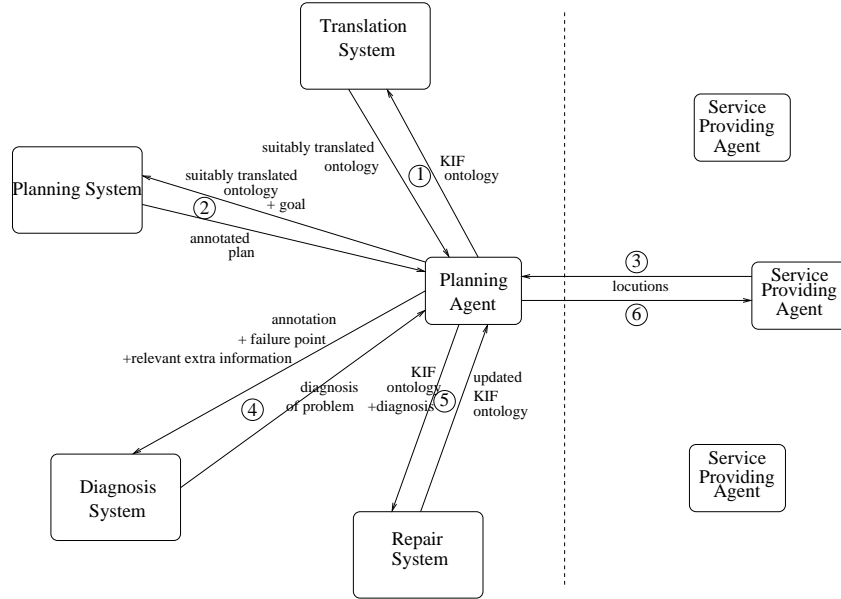 Translation
System
Service
Providing
Agent
suitably translated
ontology
1
KIF
ontology
Planning System
suitably translated
ontology
+ goal
2
annotated
plan
Planning
Agent
3
locutions
6
Service
Providing
Agent
annotation
+ failure point
+relevant extra information
diagnosis
of problem
4
KIF
ontology
+diagnosis
5
updated
KIF
ontology
Diagnosis
System
Service
Providing
Agent
Repair
System